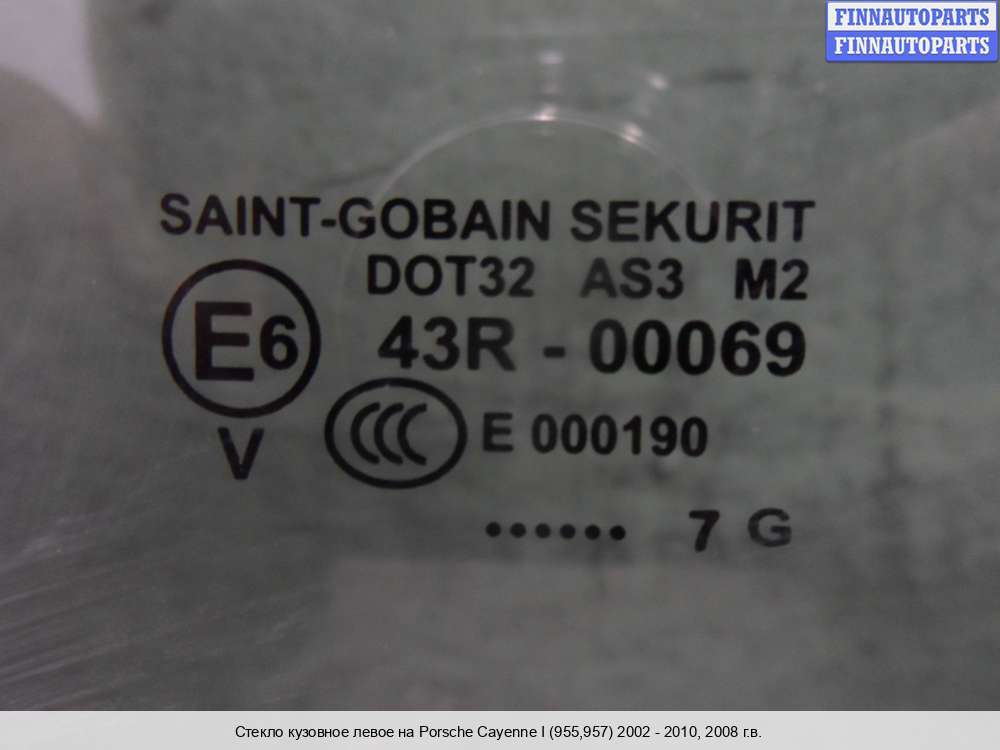 FINNAUTOPARTS
FINNAUTOPARTS
SAINT-GOBAIN SEKURIT
DOT32 AS3 M2
E6 43R - 00069
V CCC E 000190
...... 7 G
Стекло кузовное левое на Porsche Cayenne I (955,957) 2002 - 2010, 2008 г.в.